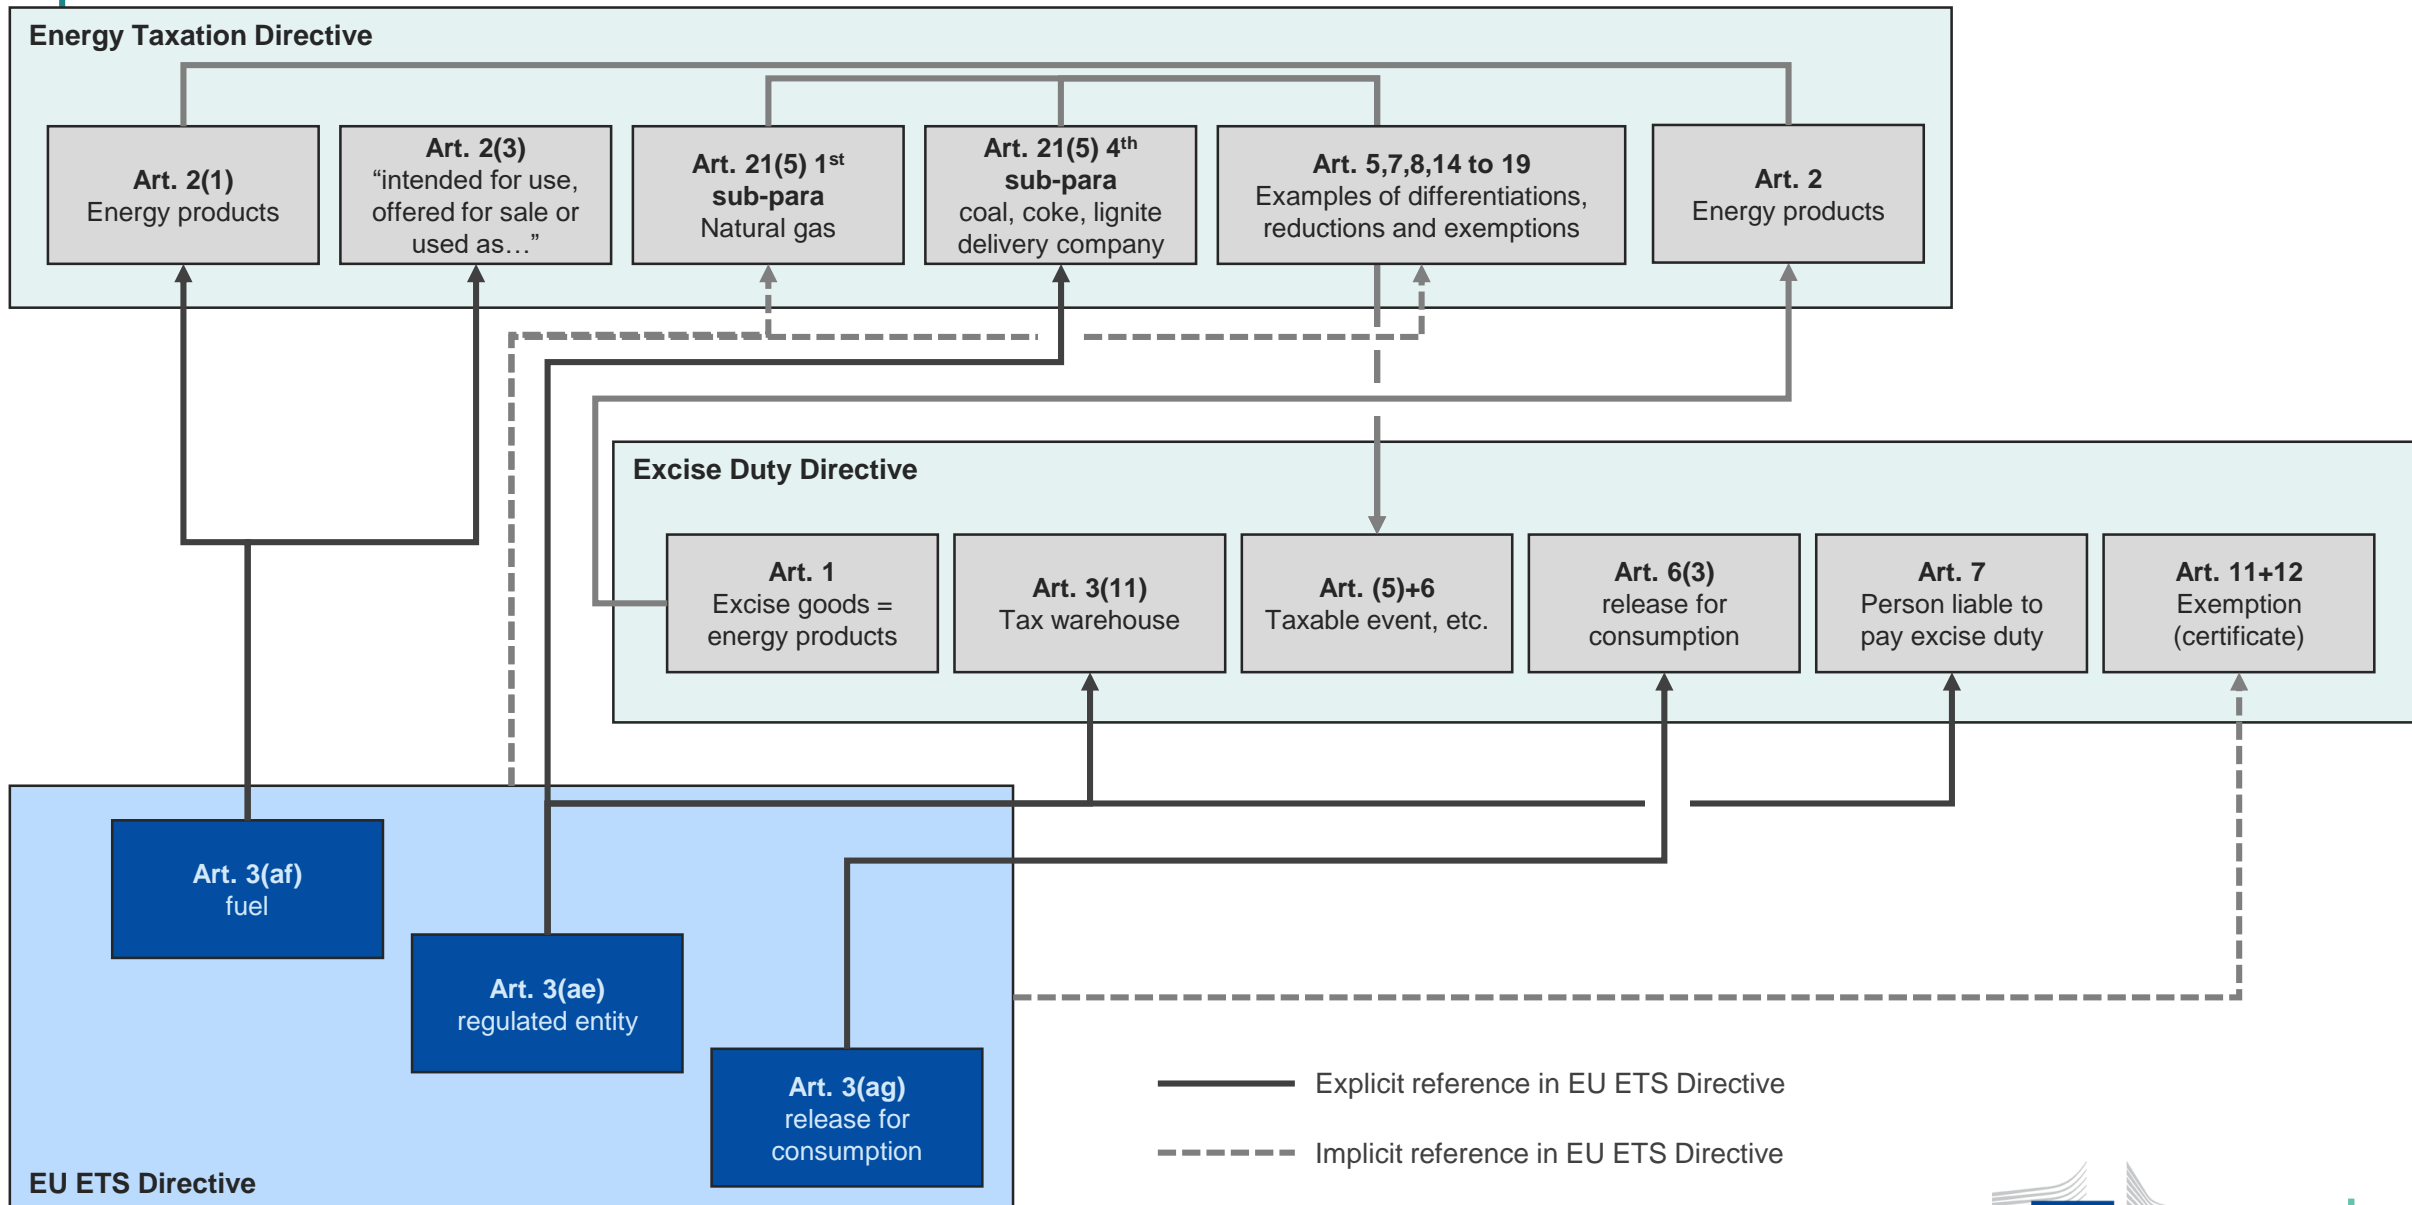 Energy Taxation Directive
Art. 2(1)
Energy products
Art. 2(3)
“intended for use,
offered for sale or
used as…”
Art. 21(5) 1st
sub-para
Natural gas
Art. 21(5) 4th
sub-para
coal, coke, lignite
delivery company
Art. 5,7,8,14 to 19
Examples of differentiations,
reductions and exemptions
Art. 2
Energy products
Excise Duty Directive
Art. 1
Excise goods =
energy products
Art. 3(11)
Tax warehouse
Art. (5)+6
Taxable event, etc.
Art. 6(3)
release for
consumption
Art. 7
Person liable to
pay excise duty
Art. 11+12
Exemption
(certificate)
Art. 3(af)
fuel
Art. 3(ae)
regulated entity
Art. 3(ag)
release for
consumption
EU ETS Directive
Explicit reference in EU ETS Directive
Implicit reference in EU ETS Directive